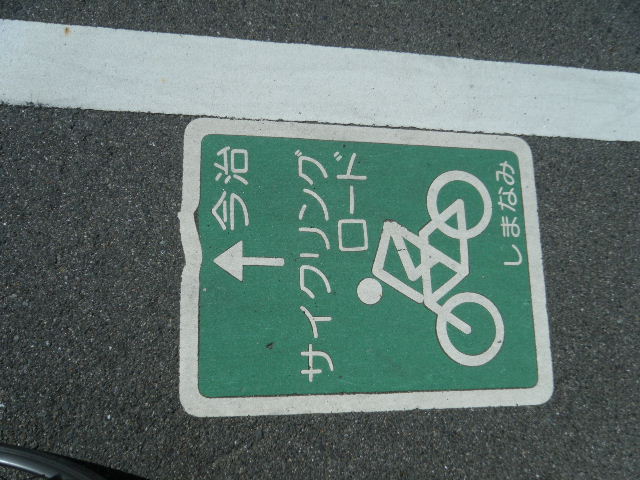 ↑今治
サイクリング
ロード
しまなみ